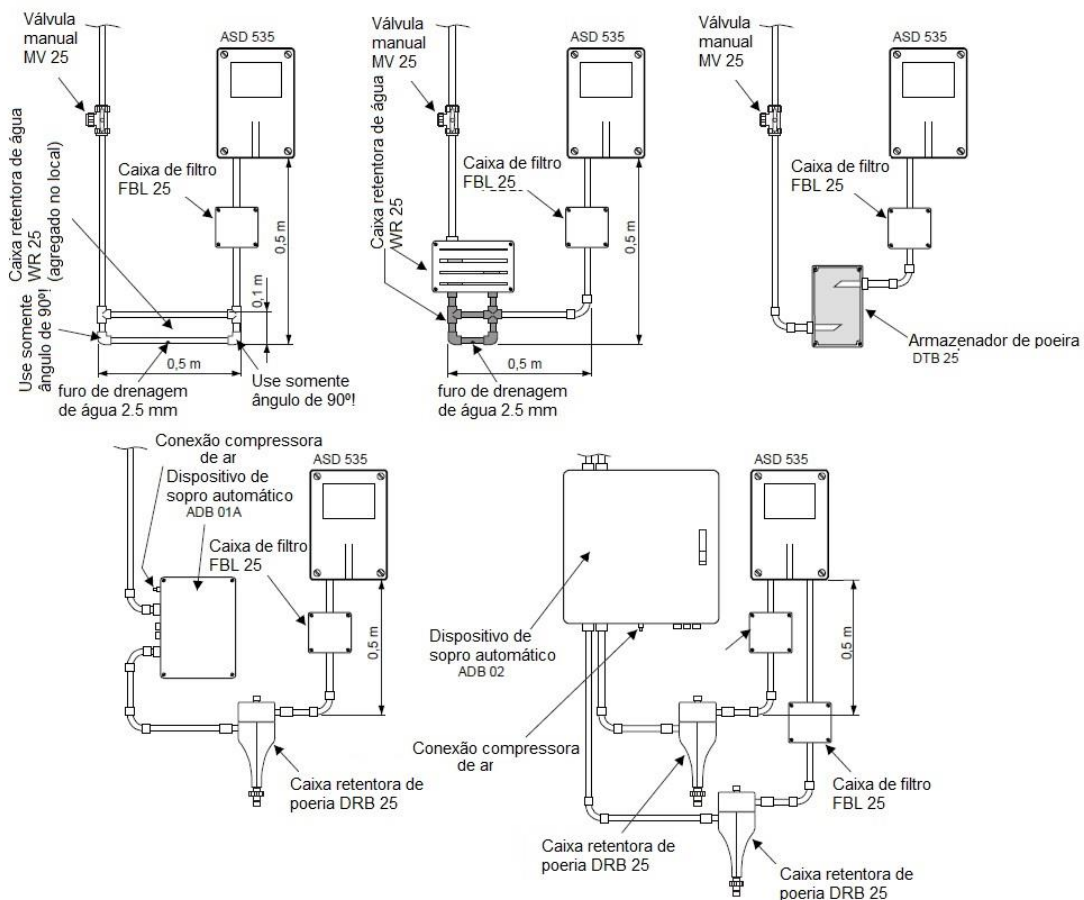 Válvula
manual
MV 25
ASD 535
Caixa retentora de água
WR 25
(agregado no local)
Caixa de filtro
FBL 25
0,5 m
0,1 m
Use somente
ângulo de 90º!
0,5 m
Use somente
ângulo de 90º!
furo de drenagem
de água 2.5 mm
Válvula
manual
MV 25
ASD 535
Caixa retentora de água
WR 25
Caixa de filtro
FBL 25
0,5 m
0,5 m
furo de drenagem
de água 2.5 mm
Válvula
manual
MV 25
ASD 535
Caixa de filtro
FBL 25
Armazenador de poeira
DTB 25
Conexão compressora
de ar
Dispositivo de
sopro automático
ADB 01A
ASD 535
Caixa de filtro
FBL 25
0,5 m
Caixa retentora de
poeria DRB 25
ASD 535
Dispositivo de
sopro automático
ADB 02
0,5 m
Conexão compressora
de ar
Caixa de filtro
FBL 25
Caixa retentora de
poeria DRB 25
Caixa retentora de
poeria DRB 25